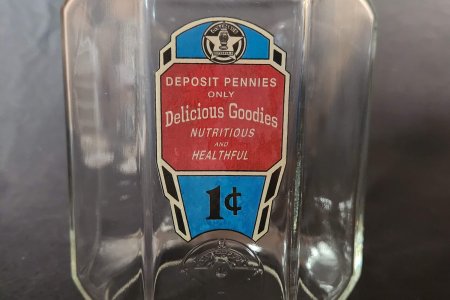 DEPOSIT PENNIES
ONLY
Delicious Goodies
NUTRITIOUS
AND
HEALTHFUL
1¢